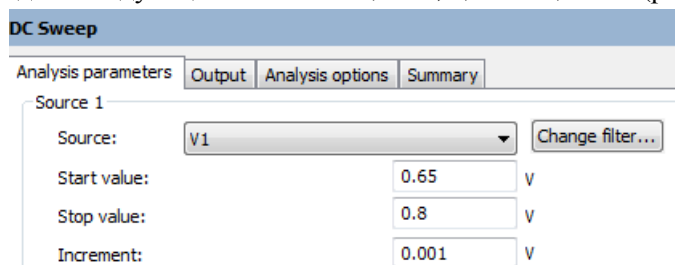 DC Sweep
Analysis parameters Output Analysis options Summary
Source 1
Source: V1 Change filter...
Start value: 0.65 V
Stop value: 0.8 V
Increment: 0.001 V